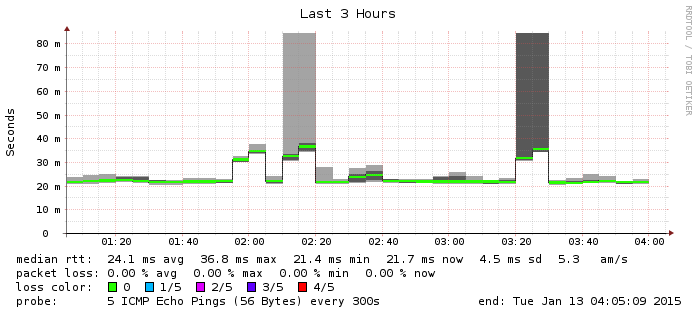 Last 3 Hours
RRDTOOL / TOBI OETIKER
Seconds
80 m
70 m
60 m
50 m
40 m
30 m
20 m
10 m
0
01:20 01:40 02:00 02:20 02:40 03:00 03:20 03:40 04:00
median rtt: 24.1 ms avg 36.8 ms max 21.4 ms min 21.7 ms now 4.5 ms sd 5.3 am/s
packet loss: 0.00 % avg 0.00 % max 0.00 % min 0.00 % now
loss color: 0 1/5 2/5 3/5 4/5
probe: 5 ICMP Echo Pings (56 Bytes) every 300s end: Tue Jan 13 04:05:09 2015